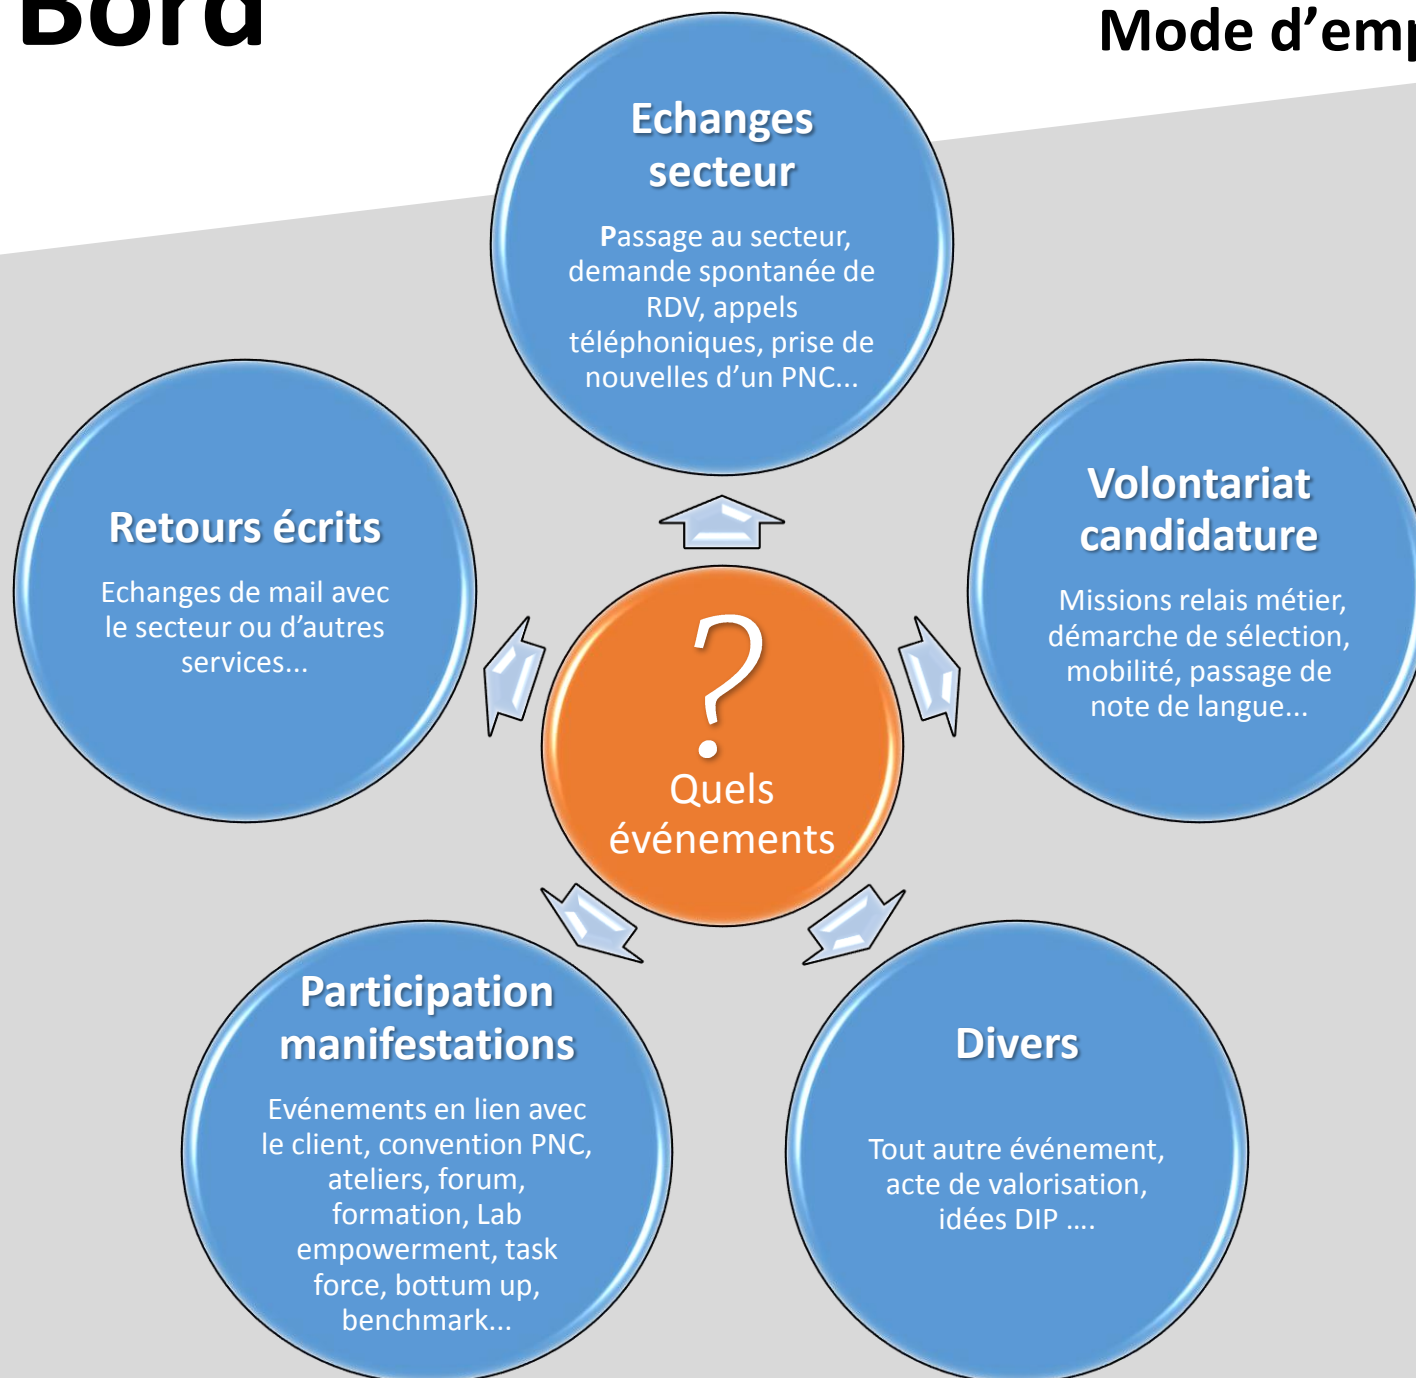 Bord
Mode d’emp
Echanges
secteur
Passage au secteur,
demande spontanée de
RDV, appels
téléphoniques, prise de
nouvelles d’un PNC...
Volontariat
candidature
Missions relais métier,
démarche de sélection,
mobilité, passage de
note de langue...
Retours écrits
Echanges de mail avec
le secteur ou d’autres
services...
?
Quels
événements
Participation
manifestations
Evénements en lien avec
le client, convention PNC,
ateliers, forum,
formation, Lab
empowerment, task
force, bottum up,
benchmark...
Divers
Tout autre événement,
acte de valorisation,
idées DIP ....